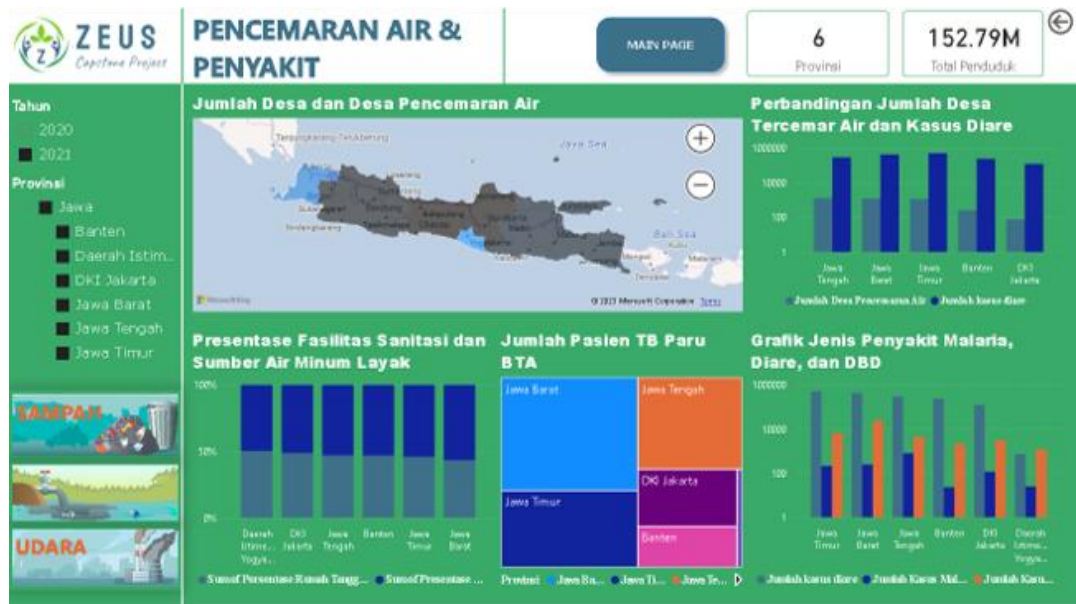 ZEUS
Capstone Project
PENCEMARAN AIR &
PENYAKIT
MAIN PAGE
6
Provinsi
152.79M
Total Penduduk
Tahun
2020
2021
Provinsi
Jawa
Banten
Daerah Istim...
DKI Jakarta
Jawa Barat
Jawa Tengah
Jawa Timur
SAMPAH
UDARA
Jumlah Desa dan Desa Pencemaran Air
Java Sea
Bali Sea
Microsoft Bing
© 2023 Microsoft Corporation Terms
Perbandingan Jumlah Desa
Tercemar Air dan Kasus Diare
1000000
10000
100
1
Jawa Tengah
Jawa Barat
Jawa Timur
Banten
DKI Jakarta
Jumlah Desa Pencemaran Air
Jumlah kasus diare
Presentase Fasilitas Sanitasi dan
Sumber Air Minum Layak
100%
50%
0%
Daerah Istime... Yogya...
DKI Jakarta
Jawa Tengah
Banten
Jawa Timur
Jawa Barat
Sum of Persentase Rumah Tangg...
Sum of Presentase ...
Jumlah Pasien TB Paru
BTA
Jawa Barat
Jawa Tengah
DKI Jakarta
Jawa Timur
Banten
Provinsi
Jawa Ba...
Jawa Ti...
Jawa Te...
Grafik Jenis Penyakit Malaria,
Diare, dan DBD
1000000
10000
100
1
Jawa Timur
Jawa Barat
Jawa Tengah
Banten
DKI Jakarta
Daerah Istime... Yogya...
Jumlah kasus diare
Jumlah Kasus Mal...
Jumlah Kasu...